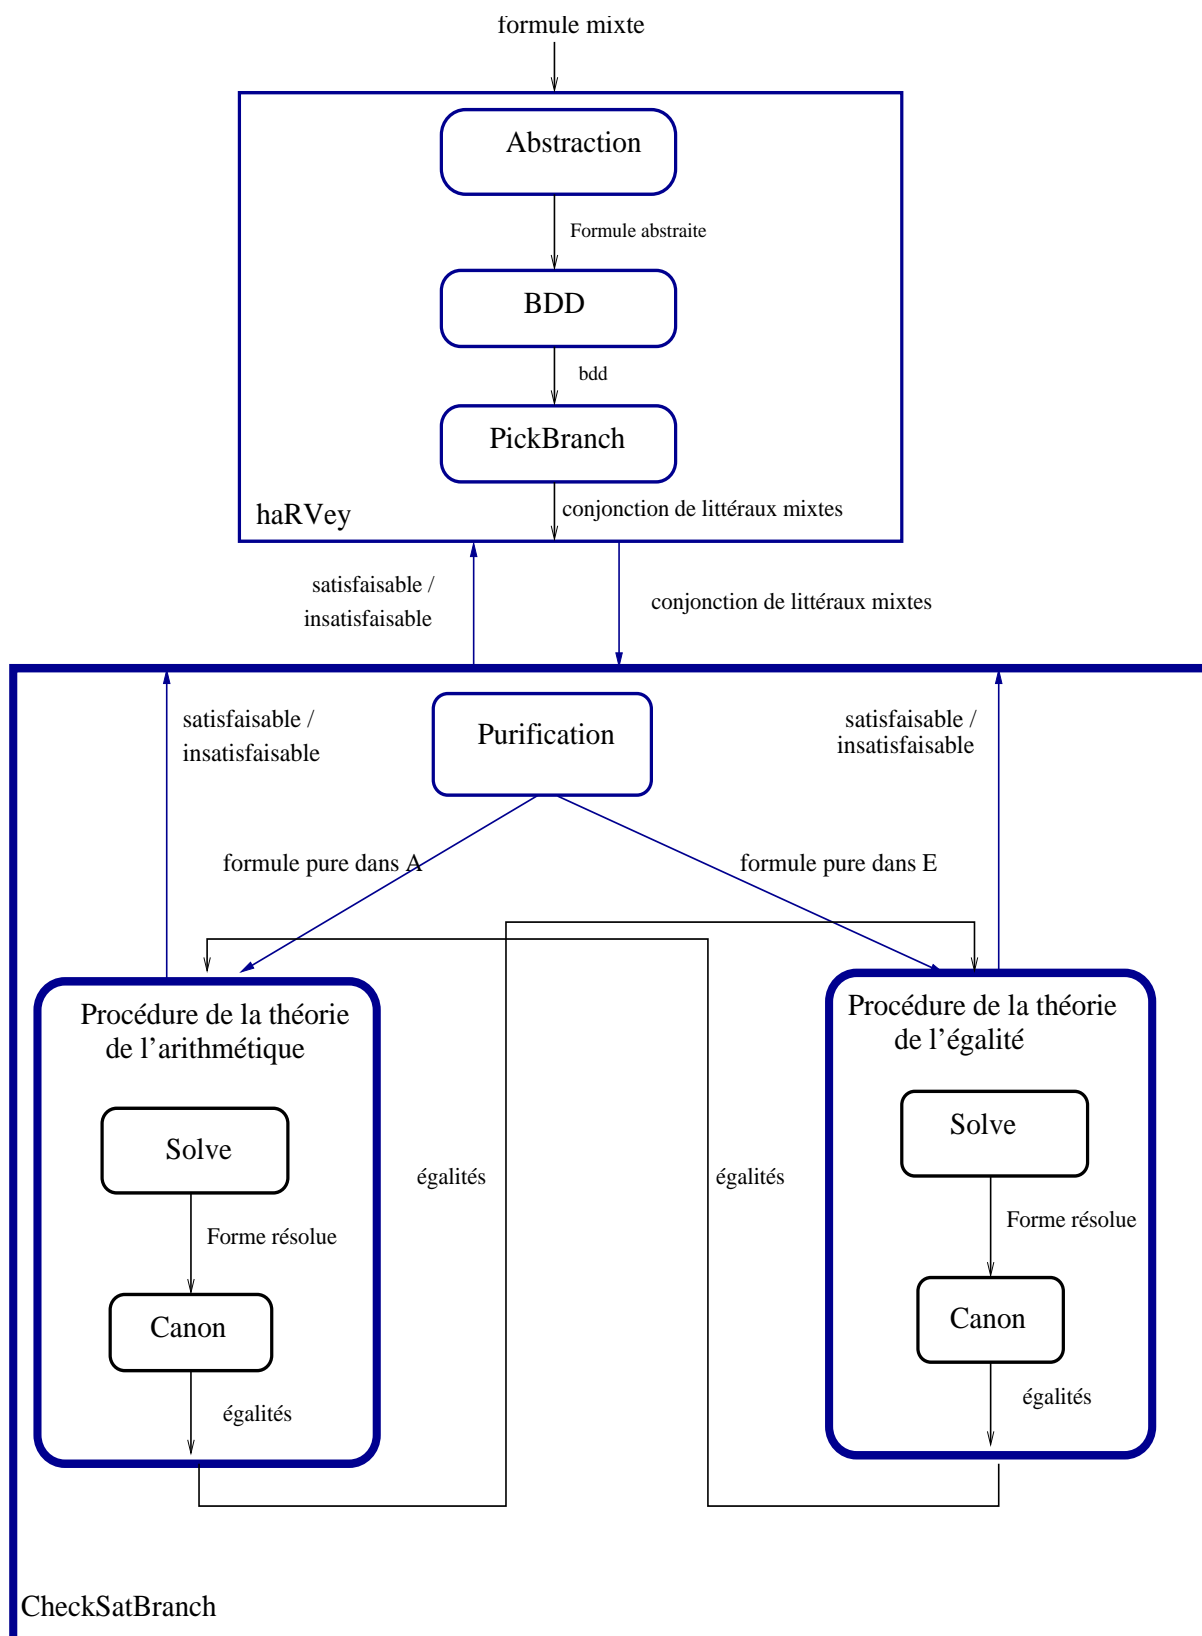 formule mixte
Abstraction
Formule abstraite
BDD
bdd
PickBranch
conjonction de littéraux mixtes
haRVey
satisfaisable /
insatisfaisable
conjonction de littéraux mixtes
satisfaisable /
insatisfaisable
Purification
satisfaisable /
insatisfaisable
formule pure dans A
formule pure dans E
Procédure de la théorie
de l’arithmétique
Procédure de la théorie
de l’égalité
Solve
Solve
égalités
égalités
Forme résolue
Forme résolue
Canon
Canon
égalités
égalités
CheckSatBranch